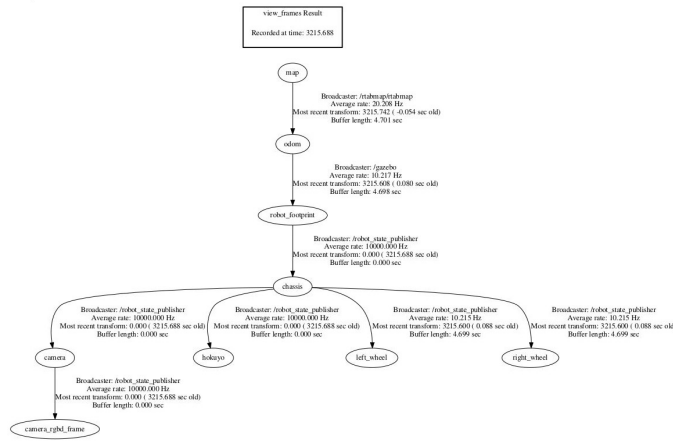 view_frames Result
Recorded at time: 3215.688
map
Broadcaster: /rtabmap/rtabmap
Average rate: 20.208 Hz
Most recent transform: 3215.742 ( -0.054 sec old)
Buffer length: 4.701 sec
odom
Broadcaster: /gazebo
Average rate: 10.217 Hz
Most recent transform: 3215.608 ( 0.080 sec old)
Buffer length: 4.698 sec
robot_footprint
Broadcaster: /robot_state_publisher
Average rate: 10000.000 Hz
Most recent transform: 0.000 ( 3215.688 sec old)
Buffer length: 0.000 sec
chassis
Broadcaster: /robot_state_publisher
Average rate: 10000.000 Hz
Most recent transform: 0.000 ( 3215.688 sec old)
Buffer length: 0.000 sec
Broadcaster: /robot_state_publisher
Average rate: 10000.000 Hz
Most recent transform: 0.000 ( 3215.688 sec old)
Buffer length: 0.000 sec
Broadcaster: /robot_state_publisher
Average rate: 10.215 Hz
Most recent transform: 3215.600 ( 0.088 sec old)
Buffer length: 4.699 sec
Broadcaster: /robot_state_publisher
Average rate: 10.215 Hz
Most recent transform: 3215.600 ( 0.088 sec old
Buffer length: 4.699 sec
camera
hokuyo
left_wheel
right_wheel
Broadcaster: /robot_state_publisher
Average rate: 10000.000 Hz
Most recent transform: 0.000 ( 3215.688 sec old)
Buffer length: 0.000 sec
camera_rgbd_frame